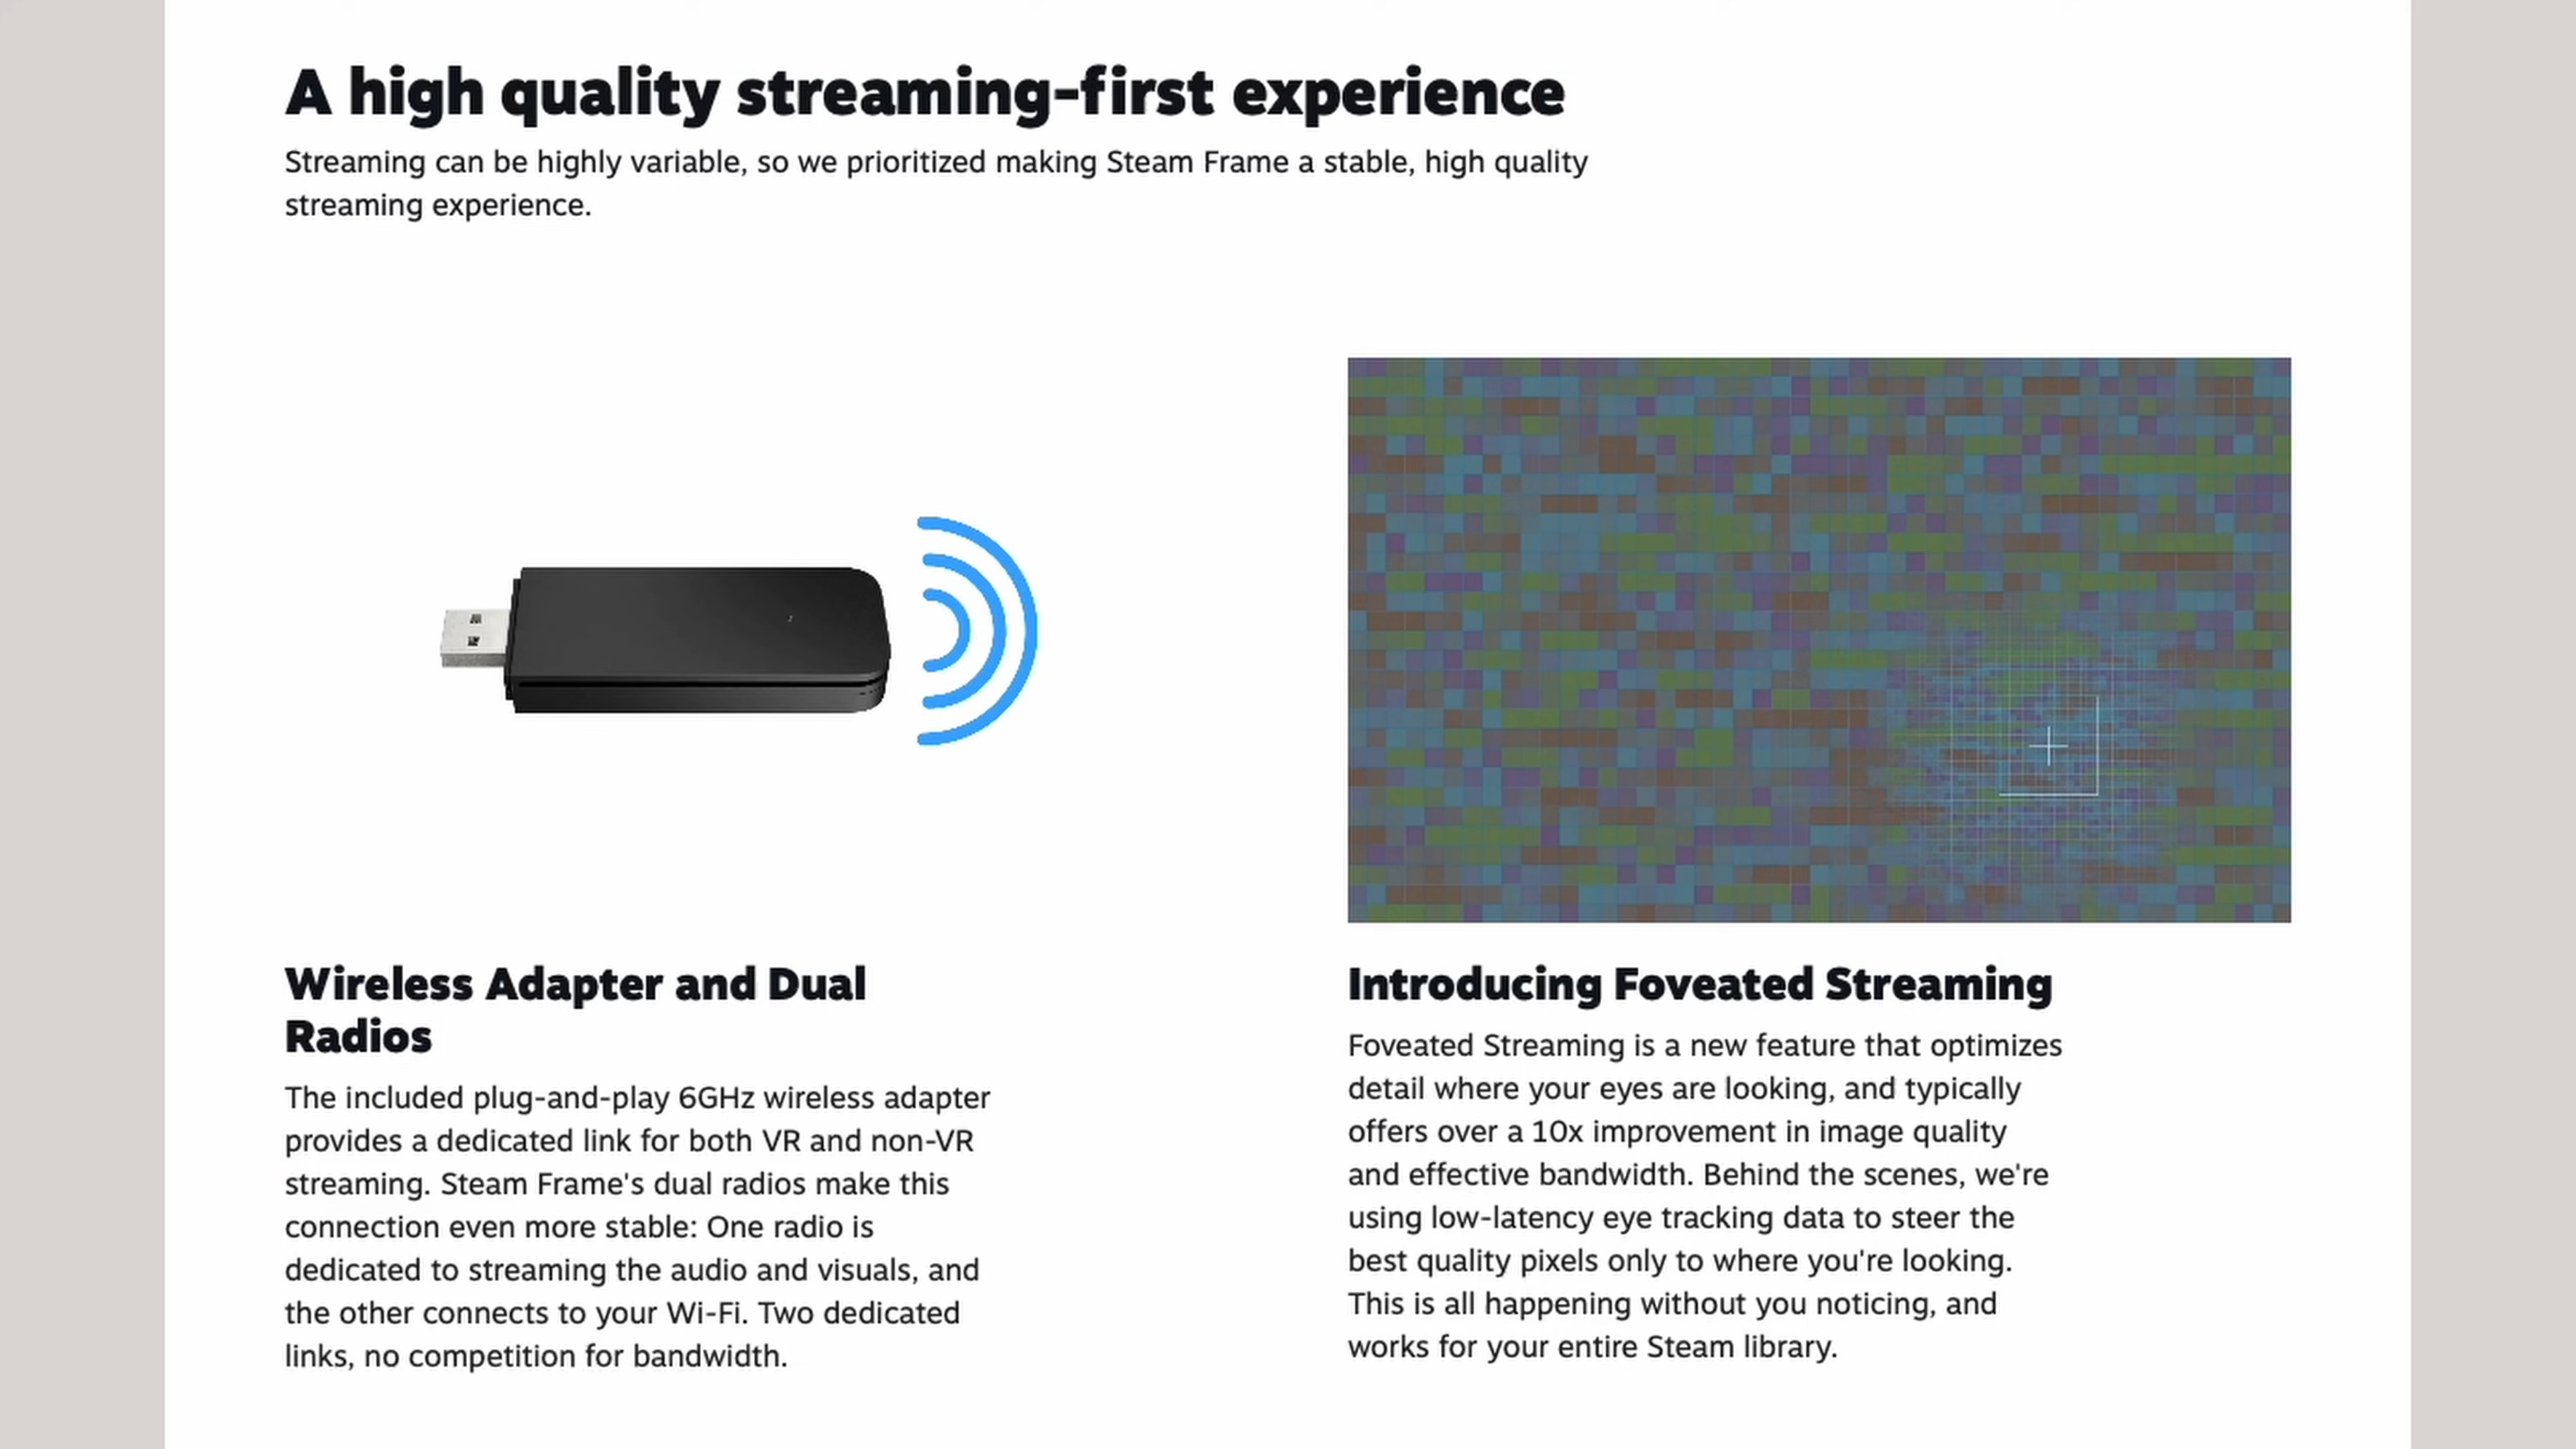 A high quality streaming-first experience
Streaming can be highly variable, so we prioritized making Steam Frame a stable, high quality
streaming experience.
Wireless Adapter and Dual
Radios
The included plug-and-play 6GHz wireless adapter
provides a dedicated link for both VR and non-VR
streaming. Steam Frame's dual radios make this
connection even more stable: One radio is
dedicated to streaming the audio and visuals, and
the other connects to your Wi-Fi. Two dedicated
links, no competition for bandwidth.
Introducing Foveated Streaming
Foveated Streaming is a new feature that optimizes
detail where your eyes are looking, and typically
offers over a 10x improvement in image quality
and effective bandwidth. Behind the scenes, we're
using low-latency eye tracking data to steer the
best quality pixels only to where you're looking.
This is all happening without you noticing, and
works for your entire Steam library.